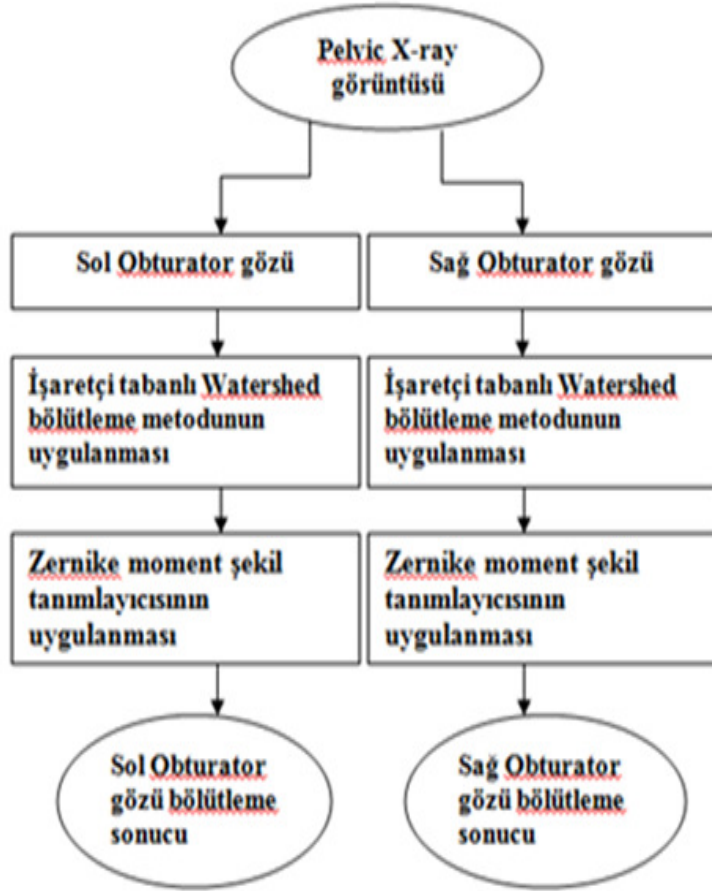 Pelvic X-ray
görüntüsü
Sol Obturator gözü
Sağ Obturator gözü
İşaretçi tabanlı Watershed
bölütleme metodunun
uygulanması
İşaretçi tabanlı Watershed
bölütleme metodunun
uygulanması
Zernike moment şekil
tanımlayıcısının
uygulanması
Zernike moment şekil
tanımlayıcısının
uygulanması
Sol Obturator
gözü bölütleme
sonucu
Sağ Obturator
gözü bölütleme
sonucu